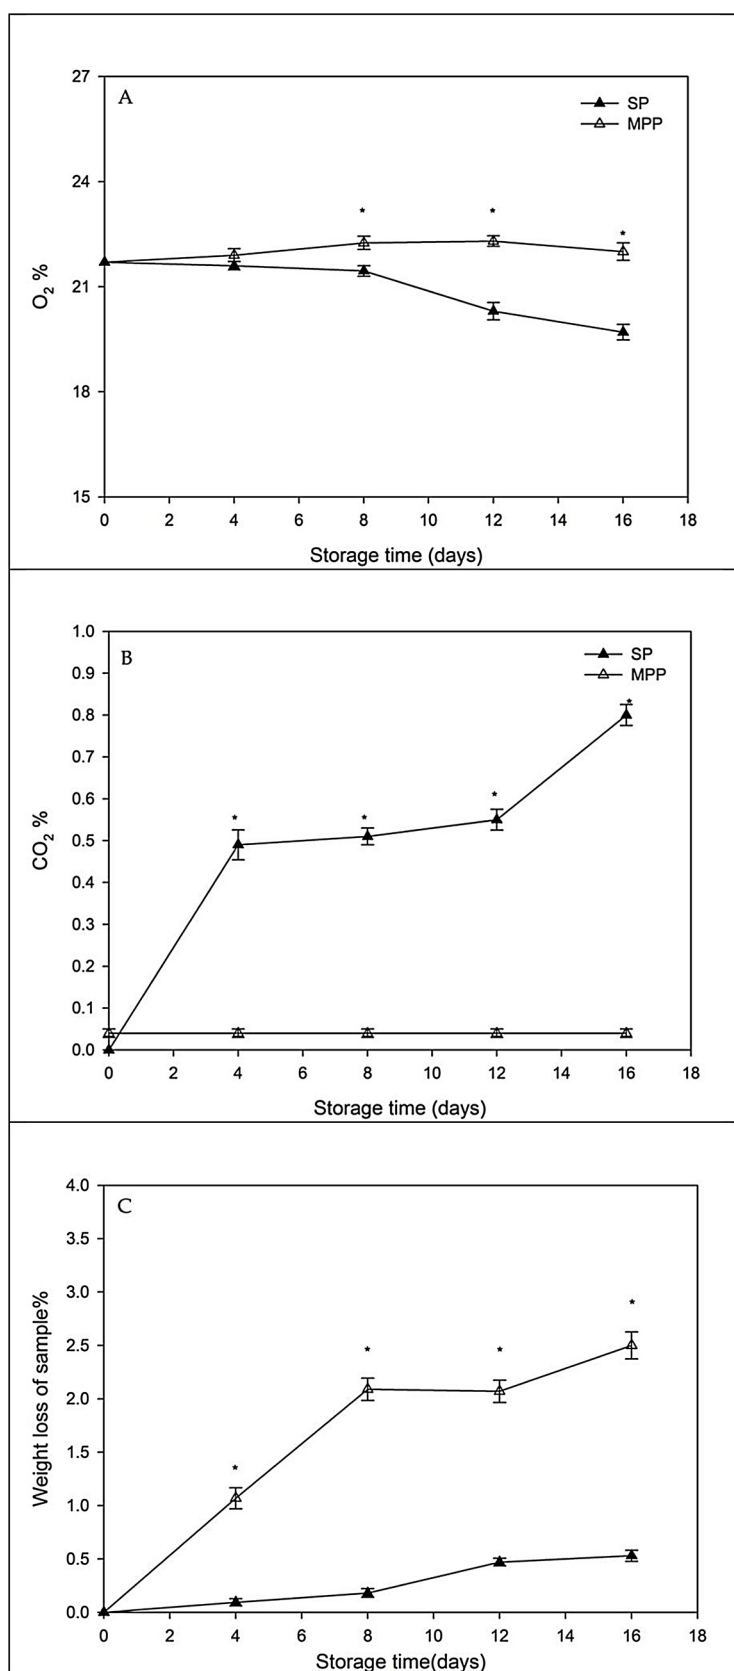 A
SP
MPP
27
24
21
18
15
O2 %
* * *
0 2 4 6 8 10 12 14 16 18
Storage time (days)
B
SP
MPP
1.0
0.9
0.8
0.7
0.6
0.5
0.4
0.3
0.2
0.1
0.0
CO2 %
* * * *
0 2 4 6 8 10 12 14 16 18
Storage time (days)
C
4.0
3.5
3.0
2.5
2.0
1.5
1.0
0.5
0.0
Weight loss of sample%
* * * *
0 2 4 6 8 10 12 14 16 18
Storage time(days)